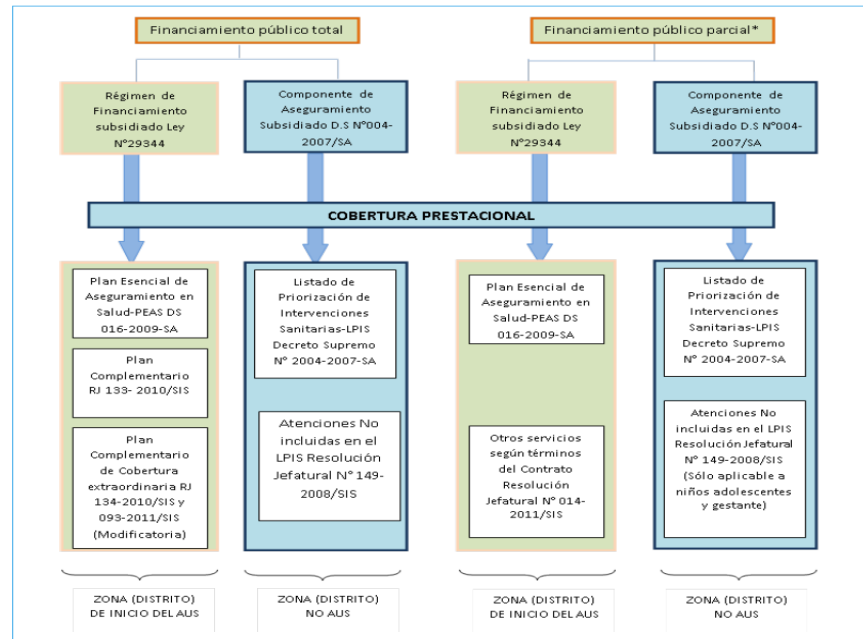 Financiamiento público total
Financiamiento público parcial*
Régimen de
Financiamiento
subsidiado Ley
N°29344
Componente de
Aseguramiento
Subsidiado D.S N°004-
2007/SA
Régimen de
Financiamiento
subsidiado Ley
N°29344
Componente de
Aseguramiento
Subsidiado D.S N°004-
2007/SA
COBERTURA PRESTACIONAL
Plan Esencial de
Aseguramiento en
Salud-PEAS DS
016-2009-SA
Plan
Complementario
RJ 133- 2010/SIS
Plan
Complementario
de Cobertura
extraordinaria RJ
134-2010/SIS y
093-2011/SIS
(Modificatoria)
Listado de
Priorización de
Intervenciones
Sanitarias-LPIS
Decreto Supremo
N° 2004-2007-SA
Atenciones No
incluidas en el
LPIS Resolución
Jefatural N° 149-
2008/SIS
Plan Esencial de
Aseguramiento en
Salud-PEAS DS
016-2009-SA
Otros servicios
según términos
del Contrato
Resolución
Jefatural N° 014-
2011/SIS
Listado de
Priorización de
Intervenciones
Sanitarias-LPIS
Decreto Supremo
N° 2004-2007-SA
Atenciones No
incluidas en el LPIS
Resolución Jefatural
N° 149-2008/SIS
(Sólo aplicable a
niños adolescentes
y gestante)
ZONA (DISTRITO)
DE INICIO DEL AUS
ZONA (DISTRITO)
NO AUS
ZONA (DISTRITO)
DE INICIO DEL AUS
ZONA (DISTRITO)
NO AUS